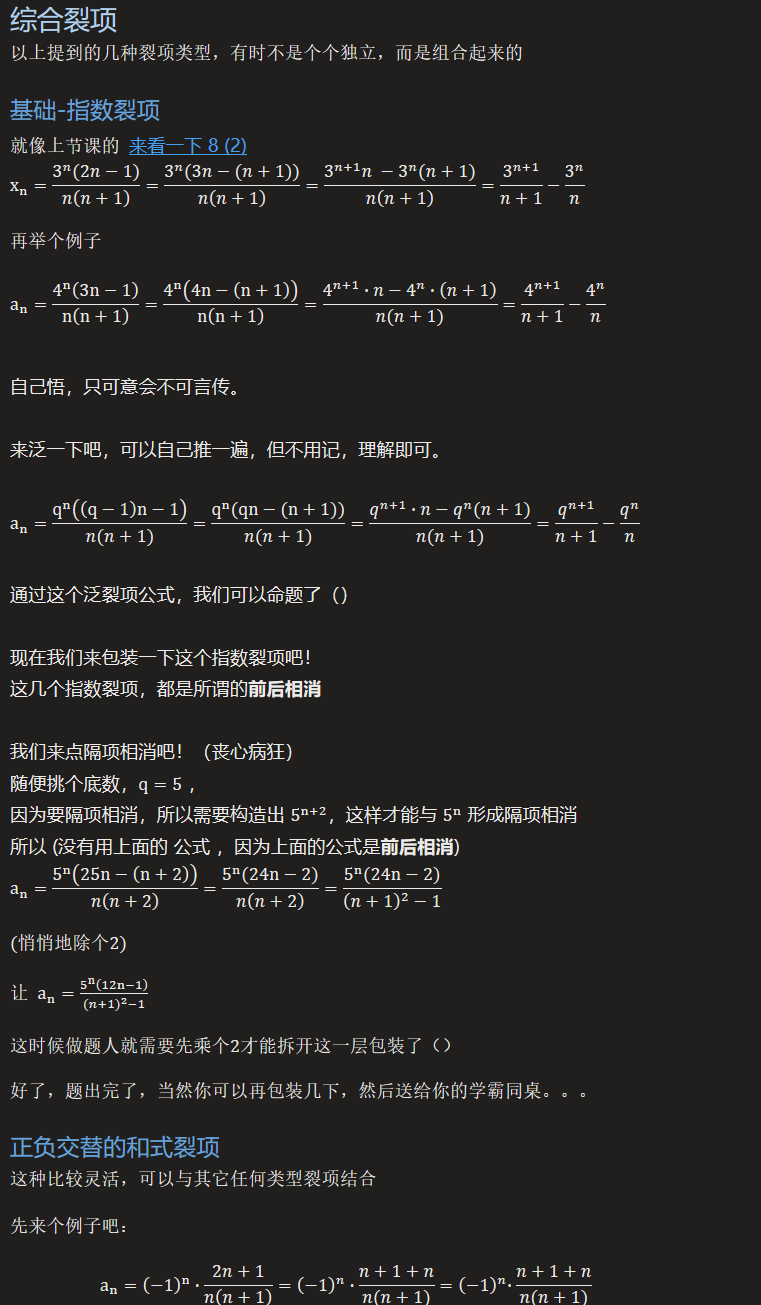 综合裂项
以上提到的几种裂项类型，有时不是个个独立，而是组合起来的
基础-指数裂项
就像上节课的 来看一下 8 (2)
xₙ = \frac{3^n(2n − 1)}{n(n + 1)} = \frac{3^n(3n − (n + 1))}{n(n + 1)} = \frac{3^{n+1}n − 3^n(n + 1)}{n(n + 1)} = \frac{3^{n+1}}{n + 1} − \frac{3^n}{n}
再举个例子
aₙ = \frac{4^n(3n − 1)}{n(n + 1)} = \frac{4^n(4n − (n + 1))}{n(n + 1)} = \frac{4^{n+1} · n − 4^n · (n + 1)}{n(n + 1)} = \frac{4^{n+1}}{n + 1} − \frac{4^n}{n}
自己悟，只可意会不可言传。
来泛一下吧，可以自己推一遍，但不用记，理解即可。
aₙ = \frac{q^n((q − 1)n − 1)}{n(n + 1)} = \frac{q^n(qn − (n + 1))}{n(n + 1)} = \frac{q^{n+1} · n − q^n(n + 1)}{n(n + 1)} = \frac{q^{n+1}}{n + 1} − \frac{q^n}{n}
通过这个泛裂项公式，我们可以命题了（）
现在我们来包装一下这个指数裂项吧！
这几个指数裂项，都是所谓的前后相消
我们来点隔项相消吧！（丧心病狂）
随便挑个底数，q = 5 ，
因为要隔项相消，所以需要构造出 5^{n+2}，这样才能与 5^n 形成隔项相消
所以 (没有用上面的 公式 ，因为上面的公式是前后相消)
aₙ = \frac{5^n(25n − (n + 2))}{n(n + 2)} = \frac{5^n(24n − 2)}{n(n + 2)} = \frac{5^n(24n − 2)}{(n + 1)^2 − 1}
(悄悄地除个2)
让 aₙ = \frac{5^n(12n−1)}{(n+1)^2−1}
这时候做题人就需要先乘个2才能拆开这一层包装了（）
好了，题出完了，当然你可以再包装几下，然后送给你的学霸同桌。。。
正负交替的和式裂项
这种比较灵活，可以与其它任何类型裂项结合
先来个例子吧：
aₙ = (−1)^n · \frac{2n + 1}{n(n + 1)} = (−1)^n · \frac{n + 1 + n}{n(n + 1)} = (−1)^n · \frac{n + 1 + n}{n(n + 1)}